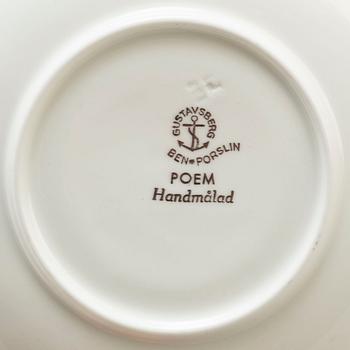 GUSTAVSBERG
BEN PORSLIN
POEM
Handmålad